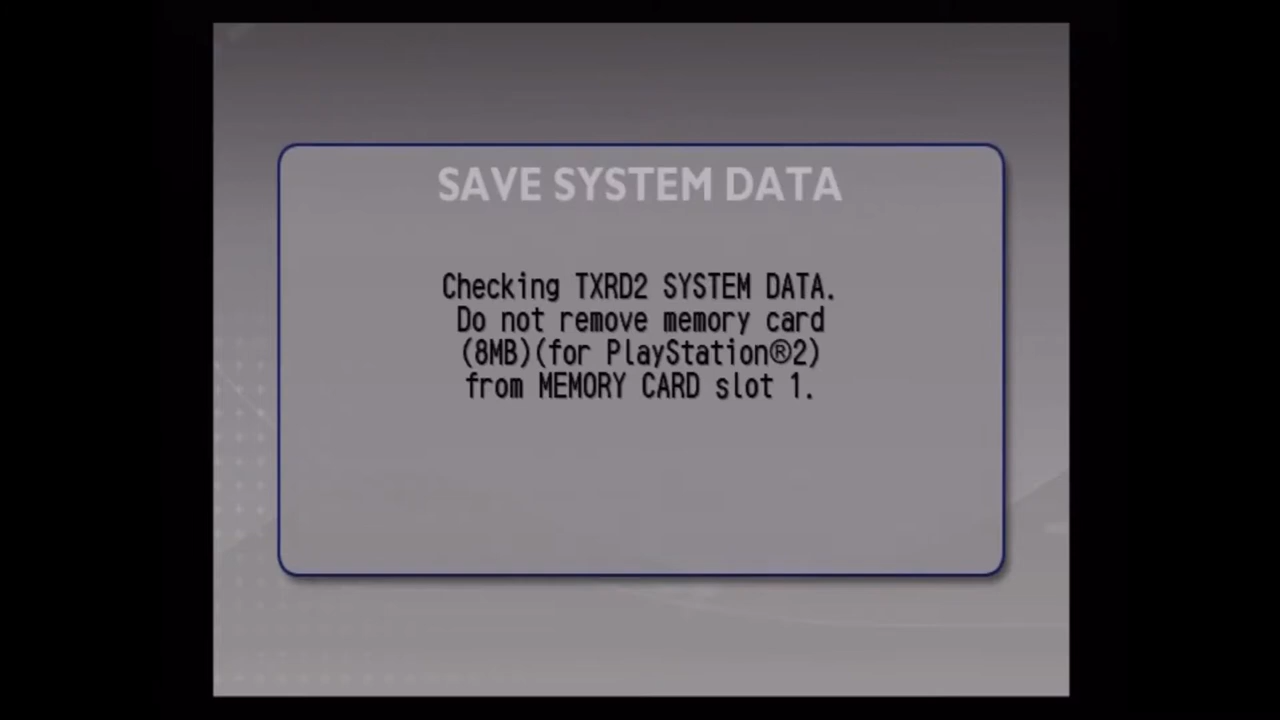 SAVE SYSTEM DATA
Checking TXRD2 SYSTEM DATA.
Do not remove memory card
(8MB)(for PlayStation®2)
from MEMORY CARD slot 1.